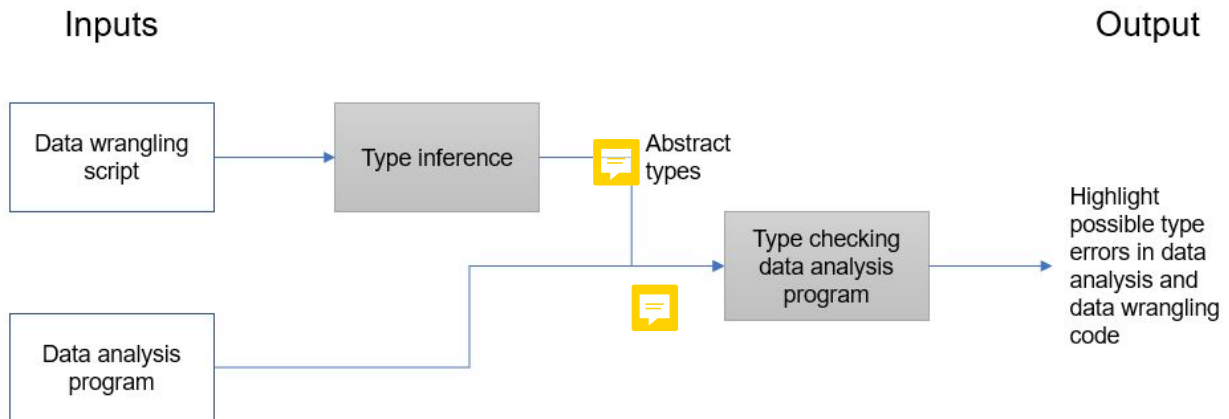 Inputs
Output
Data wrangling
script
Type inference
Abstract
types
Type checking
data analysis
program
Highlight
possible type
errors in data
analysis and
data wrangling
code
Data analysis
program